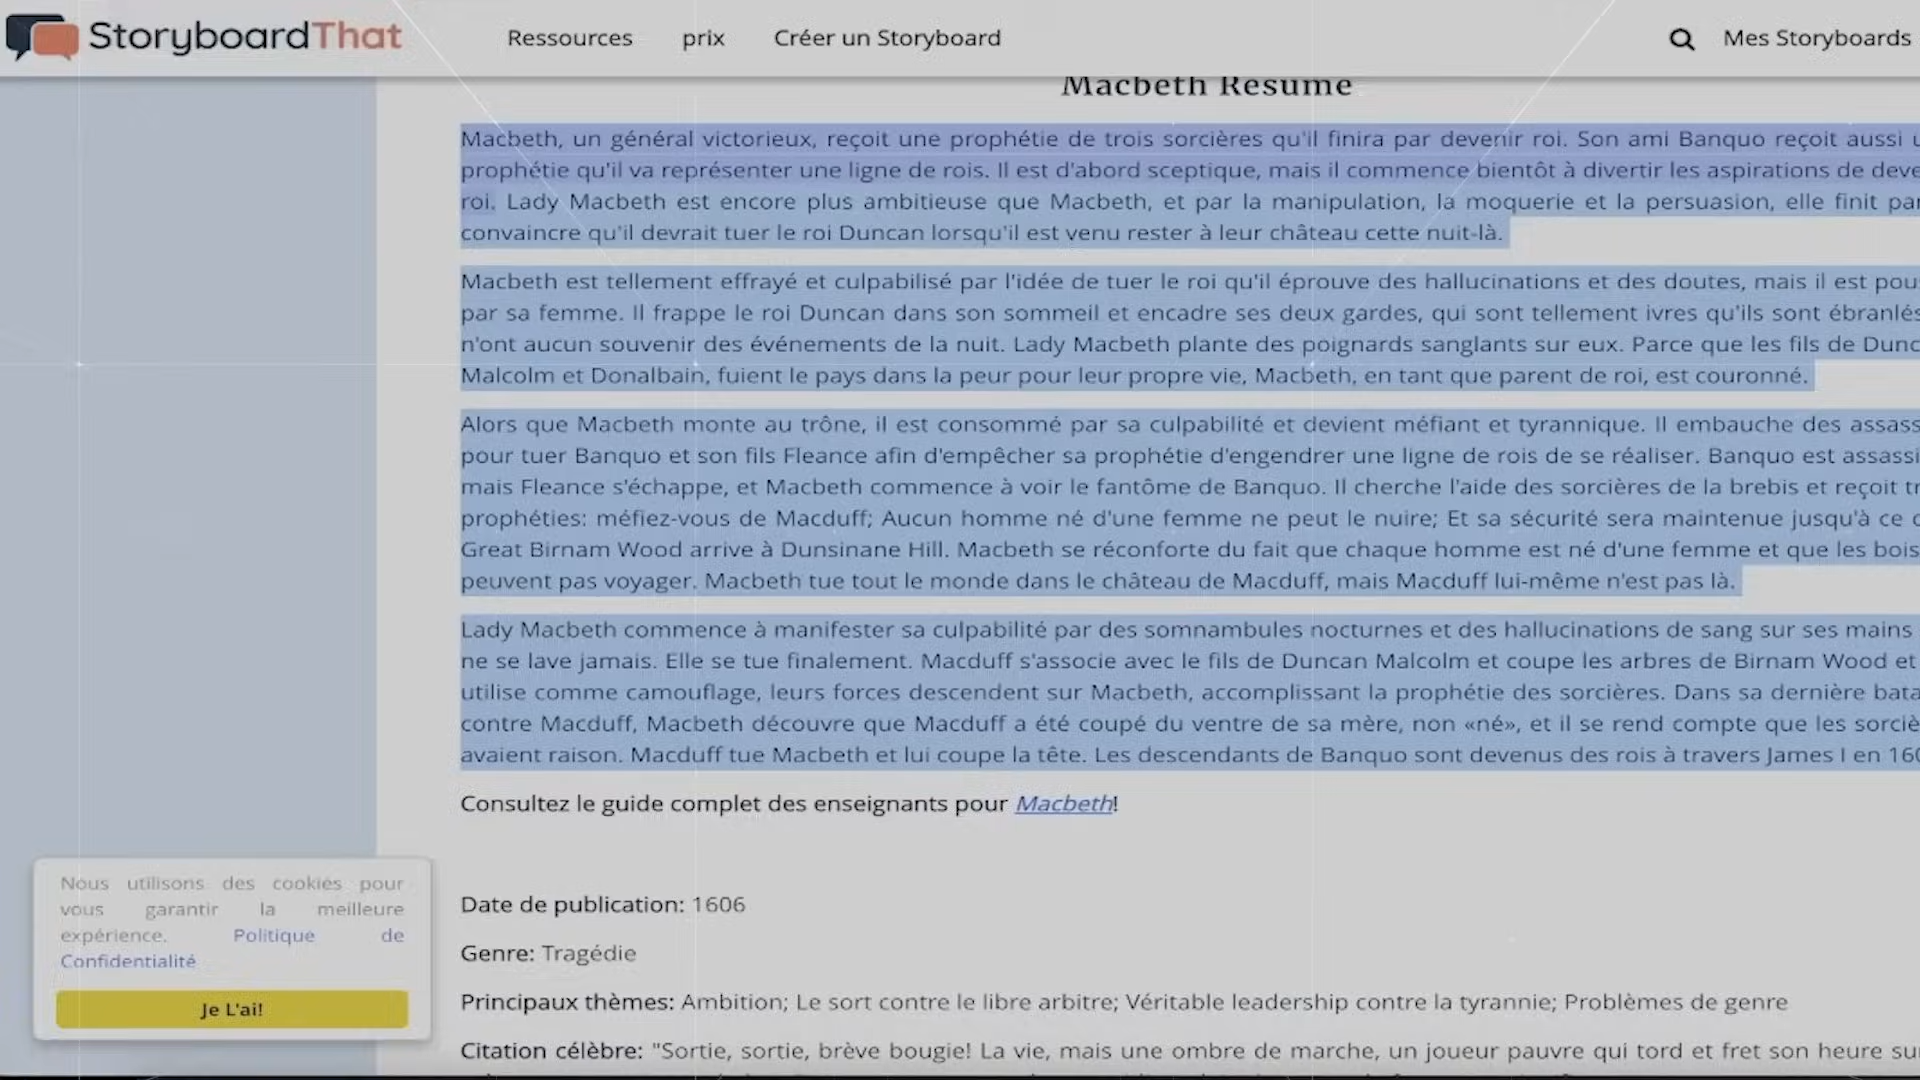 StoryboardThat
Ressources prix Créer un Storyboard Mes Storyboards
Macbeth Resume
Macbeth, un général victorieux, reçoit une prophétie de trois sorcières qu'il finira par devenir roi. Son ami Banquo reçoit aussi
prophétie qu'il va représenter une ligne de rois. Il est d'abord sceptique, mais il commence bientôt à divertir les aspirations de
roi. Lady Macbeth est encore plus ambitieuse que Macbeth, et par la manipulation, la moquerie et la persuasion, elle finit
convaincre qu'il devrait tuer le roi Duncan lorsqu'il est venu rester à leur château cette nuit-là.
Macbeth est tellement effrayé et culpabilisé par l'idée de tuer le roi qu'il éprouve des hallucinations et des doutes, mais il est
par sa femme. Il frappe le roi Duncan dans son sommeil et encadre ses deux gardes, qui sont tellement ivres qu'ils sont
n'ont aucun souvenir des événements de la nuit. Lady Macbeth plante des poignards sanglants sur eux. Parce que les fils de
Malcolm et Donalbain, fuient le pays dans la peur pour leur propre vie, Macbeth, en tant que parent de roi, est couronné.
Alors que Macbeth monte au trône, il est consommé par sa culpabilité et devient méfiant et tyrannique. Il embauche des
pour tuer Banquo et son fils Fleance afin d'empêcher sa prophétie d'engendrer une ligne de rois de se réaliser. Banquo est
mais Fleance s'échappe, et Macbeth commence à voir le fantôme de Banquo. Il cherche l'aide des sorcières de la brebis et reçoit
prophéties: méfiez-vous de Macduff; Aucun homme né d'une femme ne peut le nuire; Et sa sécurité sera maintenue jusqu'à ce
Great Birnam Wood arrive à Dunsinane Hill. Macbeth se réconforte du fait que chaque homme est né d'une femme et que les bois
peuvent pas voyager. Macbeth tue tout le monde dans le château de Macduff, mais Macduff lui-même n'est pas là.
Lady Macbeth commence à manifester sa culpabilité par des somnambules nocturnes et des hallucinations de sang sur ses mains
ne se lave jamais. Elle se tue finalement. Macduff s'associe avec le fils de Duncan Malcolm et coupe les arbres de Birnam Wood et
utilise comme camouflage, leurs forces descendent sur Macbeth, accomplissant la prophétie des sorcières. Dans sa dernière
contre Macduff, Macbeth découvre que Macduff a été coupé du ventre de sa mère, non «né», et il se rend compte que les
avaient raison. Macduff tue Macbeth et lui coupe la tête. Les descendants de Banquo sont devenus des rois à travers James I en
Consultez le guide complet des enseignants pour Macbeth!
Date de publication: 1606
Genre: Tragédie
Principaux thèmes: Ambition; Le sort contre le libre arbitre; Véritable leadership contre la tyrannie; Problèmes de genre
Citation célèbre: "Sortie, sortie, brève bougie! La vie, mais une ombre de marche, un joueur pauvre qui tord et fret son heure
Nous utilisons des cookies pour
vous garantir la meilleure
expérience. Politique de
Confidentialité
Je L'ai!